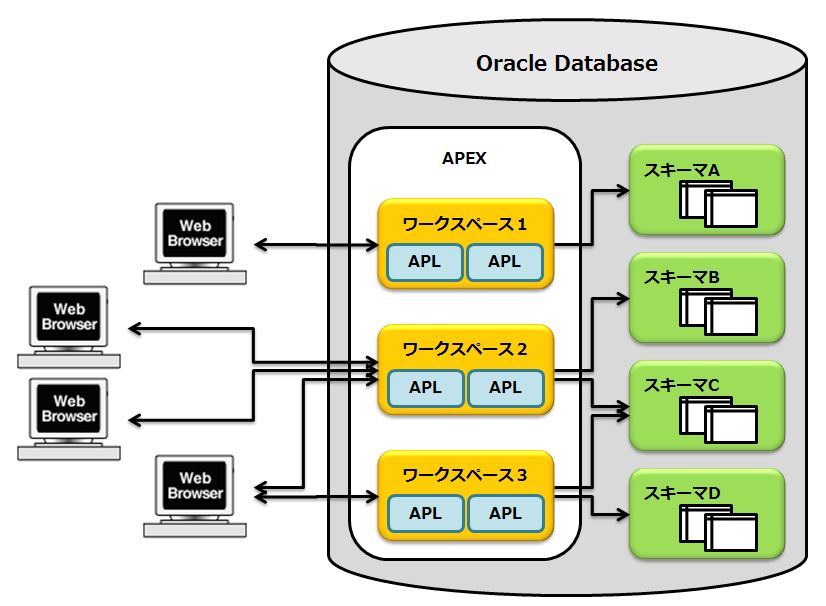 Oracle Database
APEX
スキーマA
ワークスペース1
APL
APL
Web
Browser
スキーマB
Web
Browser
ワークスペース2
APL
APL
スキーマC
Web
Browser
ワークスペース3
APL
APL
Web
Browser
スキーマD